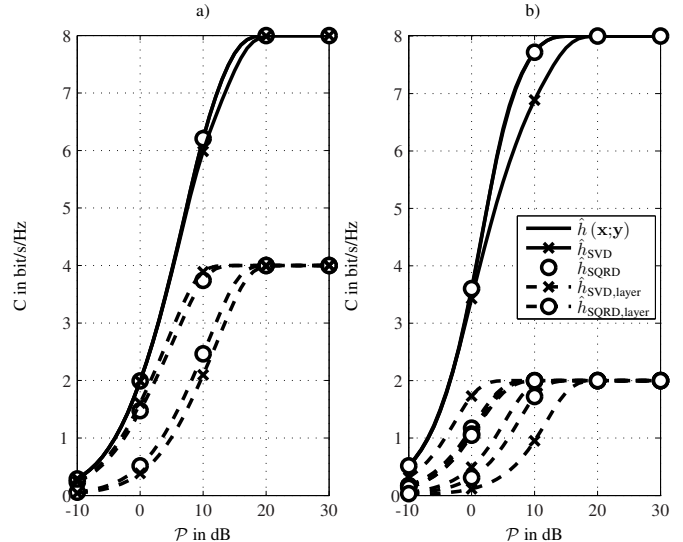 a)
b)
8
7
6
5
4
3
2
1
0
-10
0
10
20
30
C in bit/s/Hz
𝒫 in dB
8
7
6
5
4
3
2
1
0
-10
0
10
20
30
C in bit/s/Hz
𝒫 in dB
ĥ (x;y)
ĥSVD
ĥSQRD
ĥSVD,layer
ĥSQRD,layer